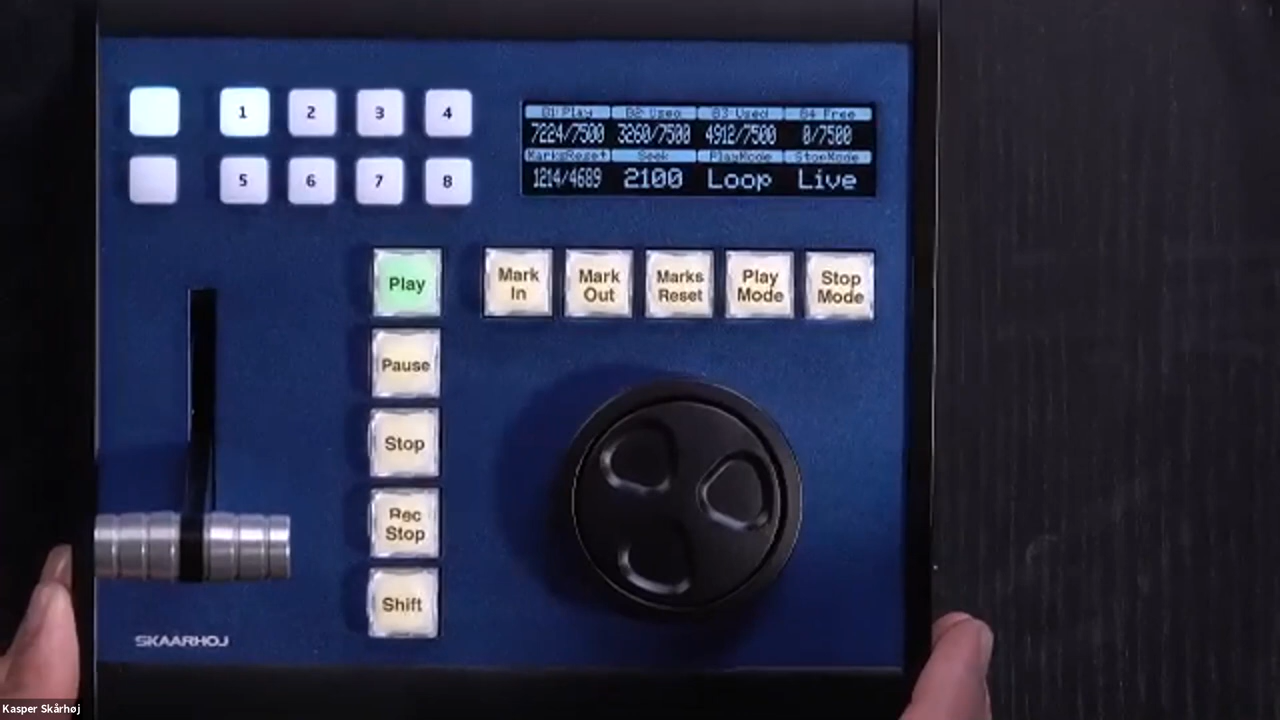 1 2 3 4
5 6 7 8
B1 Play B2 Used B3 Used B4 Free
7224/7500 3260/7500 4912/7500 0/7500
MarksReset Seek PlayMode StopMode
1214/4689 2100 Loop Live
Play
Mark In
Mark Out
Marks Reset
Play Mode
Stop Mode
Pause
Stop
Rec Stop
Shift
SKAARHOJ
Kasper Skårhøj